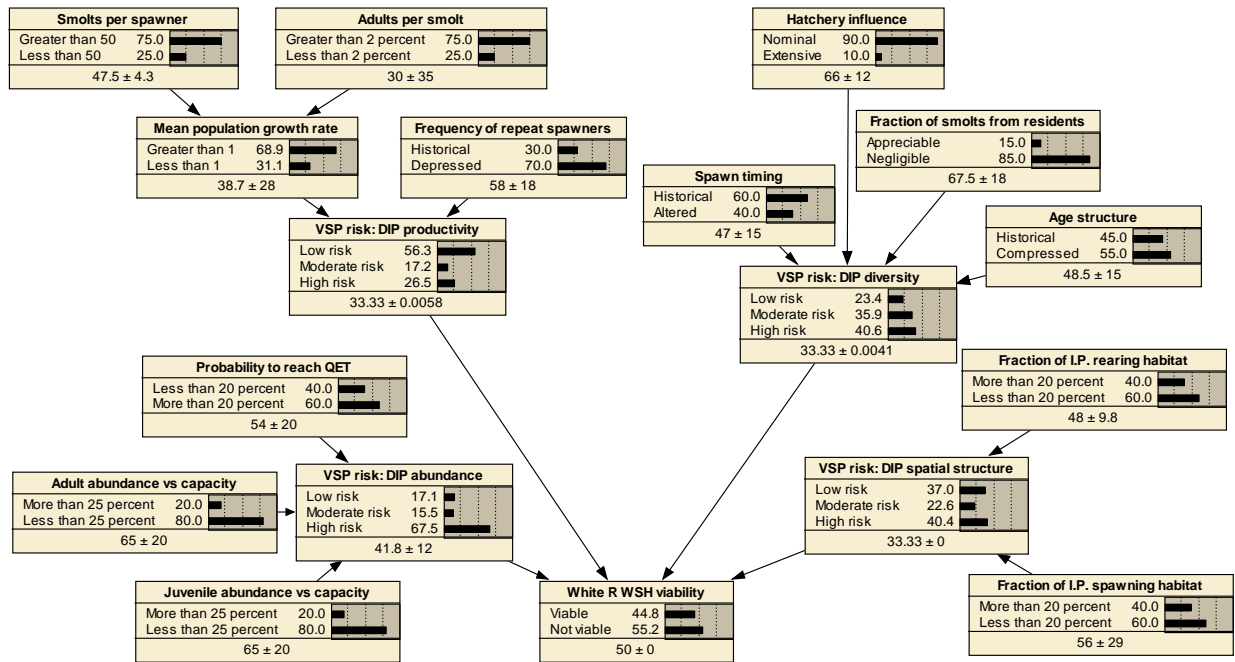 Smolts per spawner
Greater than 50 75.0
Less than 50 25.0
47.5 ± 4.3
Adults per smolt
Greater than 2 percent 75.0
Less than 2 percent 25.0
30 ± 35
Hatchery influence
Nominal 90.0
Extensive 10.0
66 ± 12
Mean population growth rate
Greater than 1 68.9
Less than 1 31.1
38.7 ± 28
Frequency of repeat spawners
Historical 30.0
Depressed 70.0
58 ± 18
Fraction of smolts from residents
Appreciable 15.0
Negligible 85.0
67.5 ± 18
Spawn timing
Historical 60.0
Altered 40.0
47 ± 15
Age structure
Historical 45.0
Compressed 55.0
48.5 ± 15
VSP risk: DIP productivity
Low risk 56.3
Moderate risk 17.2
High risk 26.5
33.33 ± 0.0058
VSP risk: DIP diversity
Low risk 23.4
Moderate risk 35.9
High risk 40.6
33.33 ± 0.0041
Probability to reach QET
Less than 20 percent 40.0
More than 20 percent 60.0
54 ± 20
Fraction of I.P. rearing habitat
More than 20 percent 40.0
Less than 20 percent 60.0
48 ± 9.8
Adult abundance vs capacity
More than 25 percent 20.0
Less than 25 percent 80.0
65 ± 20
VSP risk: DIP abundance
Low risk 17.1
Moderate risk 15.5
High risk 67.5
41.8 ± 12
VSP risk: DIP spatial structure
Low risk 37.0
Moderate risk 22.6
High risk 40.4
33.33 ± 0
Juvenile abundance vs capacity
More than 25 percent 20.0
Less than 25 percent 80.0
65 ± 20
White R WSH viability
Viable 44.8
Not viable 55.2
50 ± 0
Fraction of I.P. spawning habitat
More than 20 percent 40.0
Less than 20 percent 60.0
56 ± 29